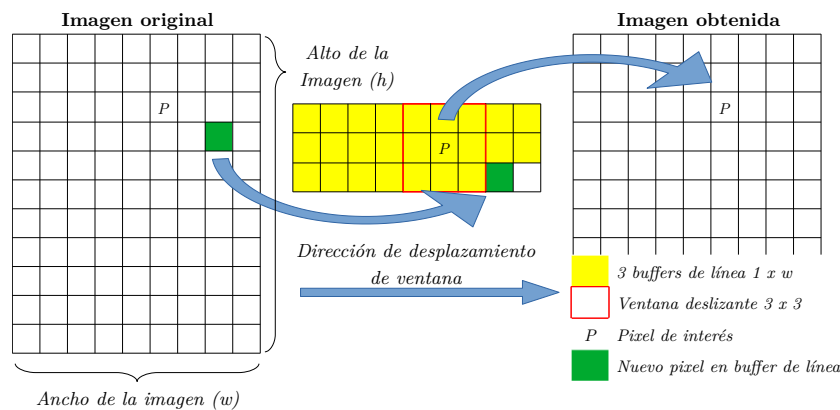 Imagen original
Imagen obtenida
Alto de la
Imagen (h)
P
P
P
Dirección de desplazamiento
de ventana
3 buffers de línea 1 x w
Ventana deslizante 3 x 3
P Pixel de interés
Nuevo pixel en buffer de línea
Ancho de la imagen (w)